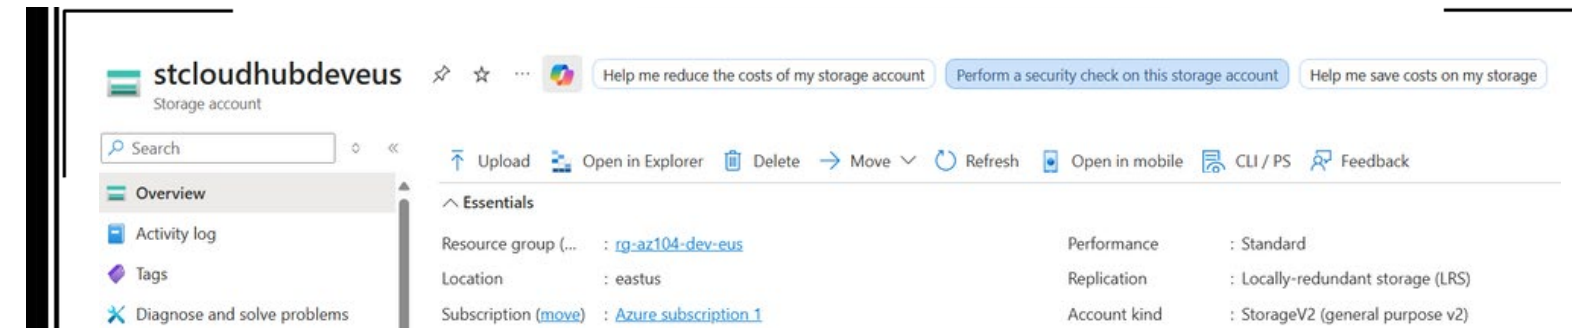 stcloudhubdeveus
Storage account
Help me reduce the costs of my storage account
Perform a security check on this storage account
Help me save costs on my storage
Search
Upload Open in Explorer Delete Move Refresh Open in mobile CLI / PS Feedback
Overview
Activity log
Tags
Diagnose and solve problems
Essentials
Resource group (... : rg-az104-dev-eus
Location : eastus
Subscription (move) : Azure subscription 1
Performance : Standard
Replication : Locally-redundant storage (LRS)
Account kind : StorageV2 (general purpose v2)